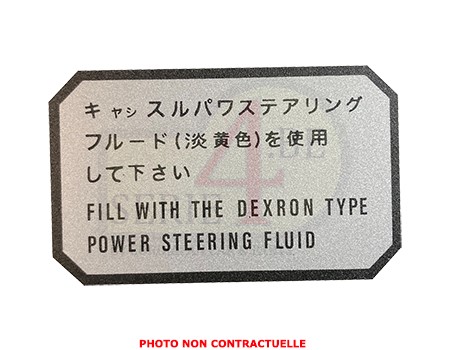 キャシスルパワステアリング
フルード(淡黄色)を使用
して下さい
FILL WITH THE DEXRON TYPE
POWER STEERING FLUID
PHOTO NON CONTRACTUELLE